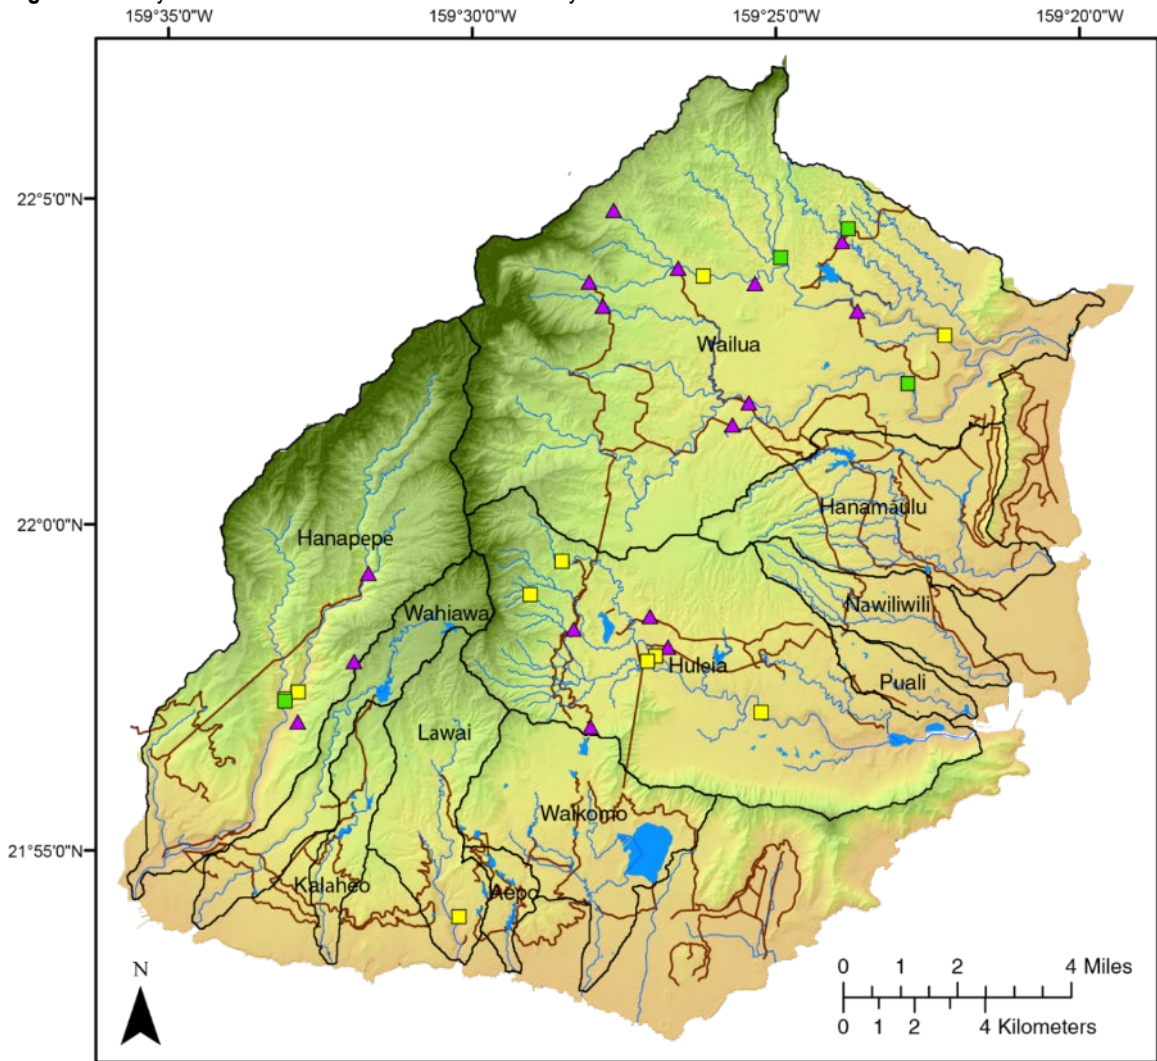 159°35'0"W
159°30'0"W
159°25'0"W
159°20'0"W
22°5'0"N
Wailua
22°0'0"N
Hanamaulu
Hanapepe
Wahiawa
Nawiliwili
Huleia
Puali
Lawai
Waikomo
21°55'0"N
Kalaheo
Aepo
N
0 1 2 4 Miles
0 1 2 4 Kilometers